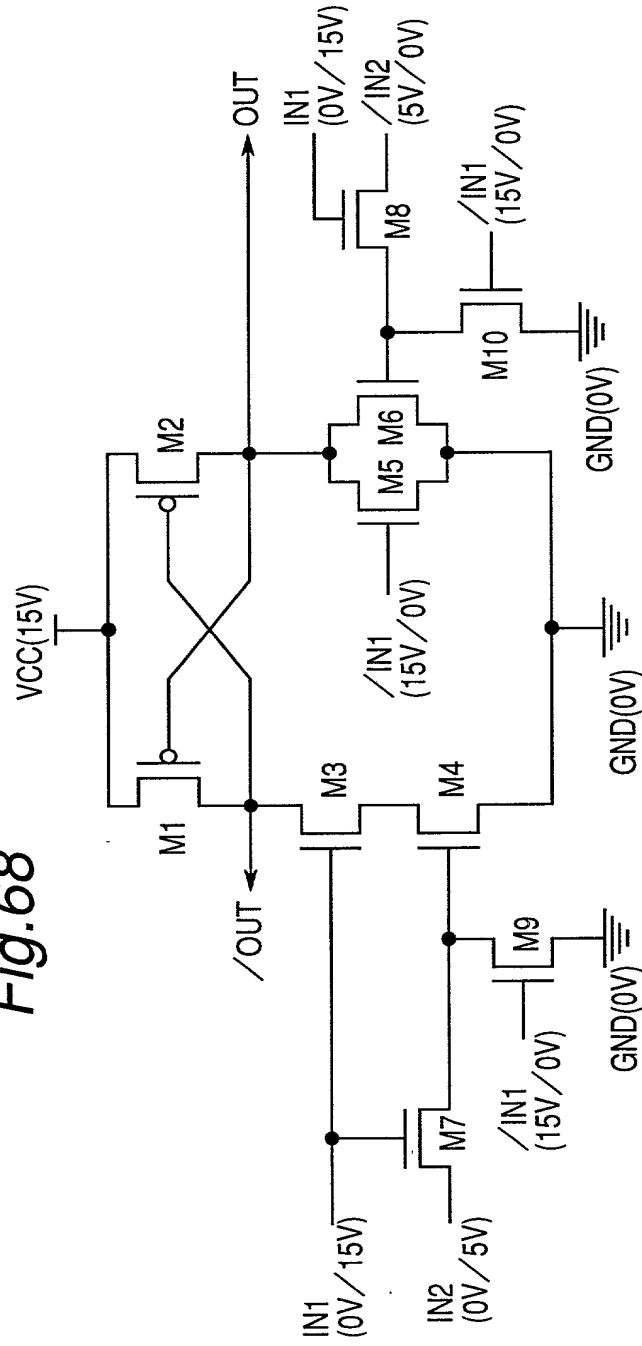 Fig.68
VCC(15V)
M1
M2
/OUT
OUT
IN1
(0V/15V)
/IN2
(5V/0V)
M8
M3
M5
M6
M10
/IN1
(15V/0V)
GND(0V)
/IN1
(15V/0V)
IN1
(0V/15V)
M7
M4
M9
IN2
(0V/5V)
/IN1
(15V/0V)
GND(0V)
GND(0V)